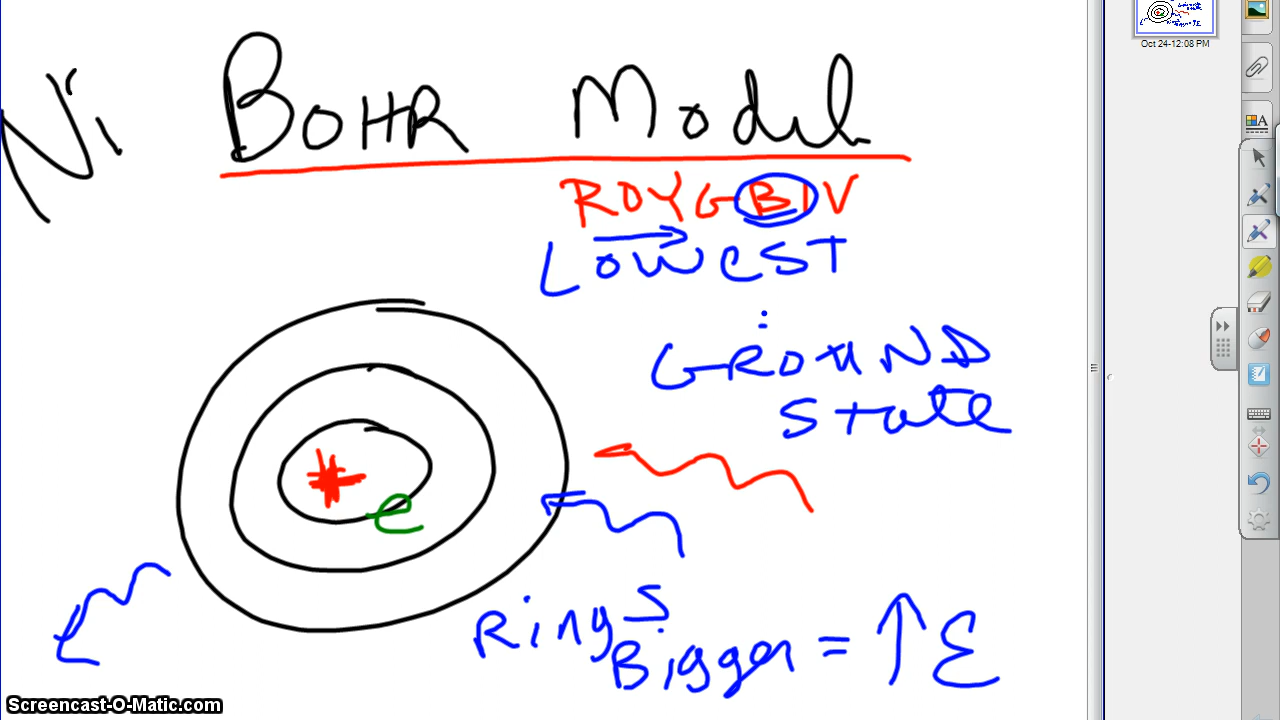 Ni BOHR Model
ROYGBIV
LOWEST
GROUND
State
e
Rings
Bigger = ↑ E
Screencast-O-Matic.com
Oct 24-12:08 PM